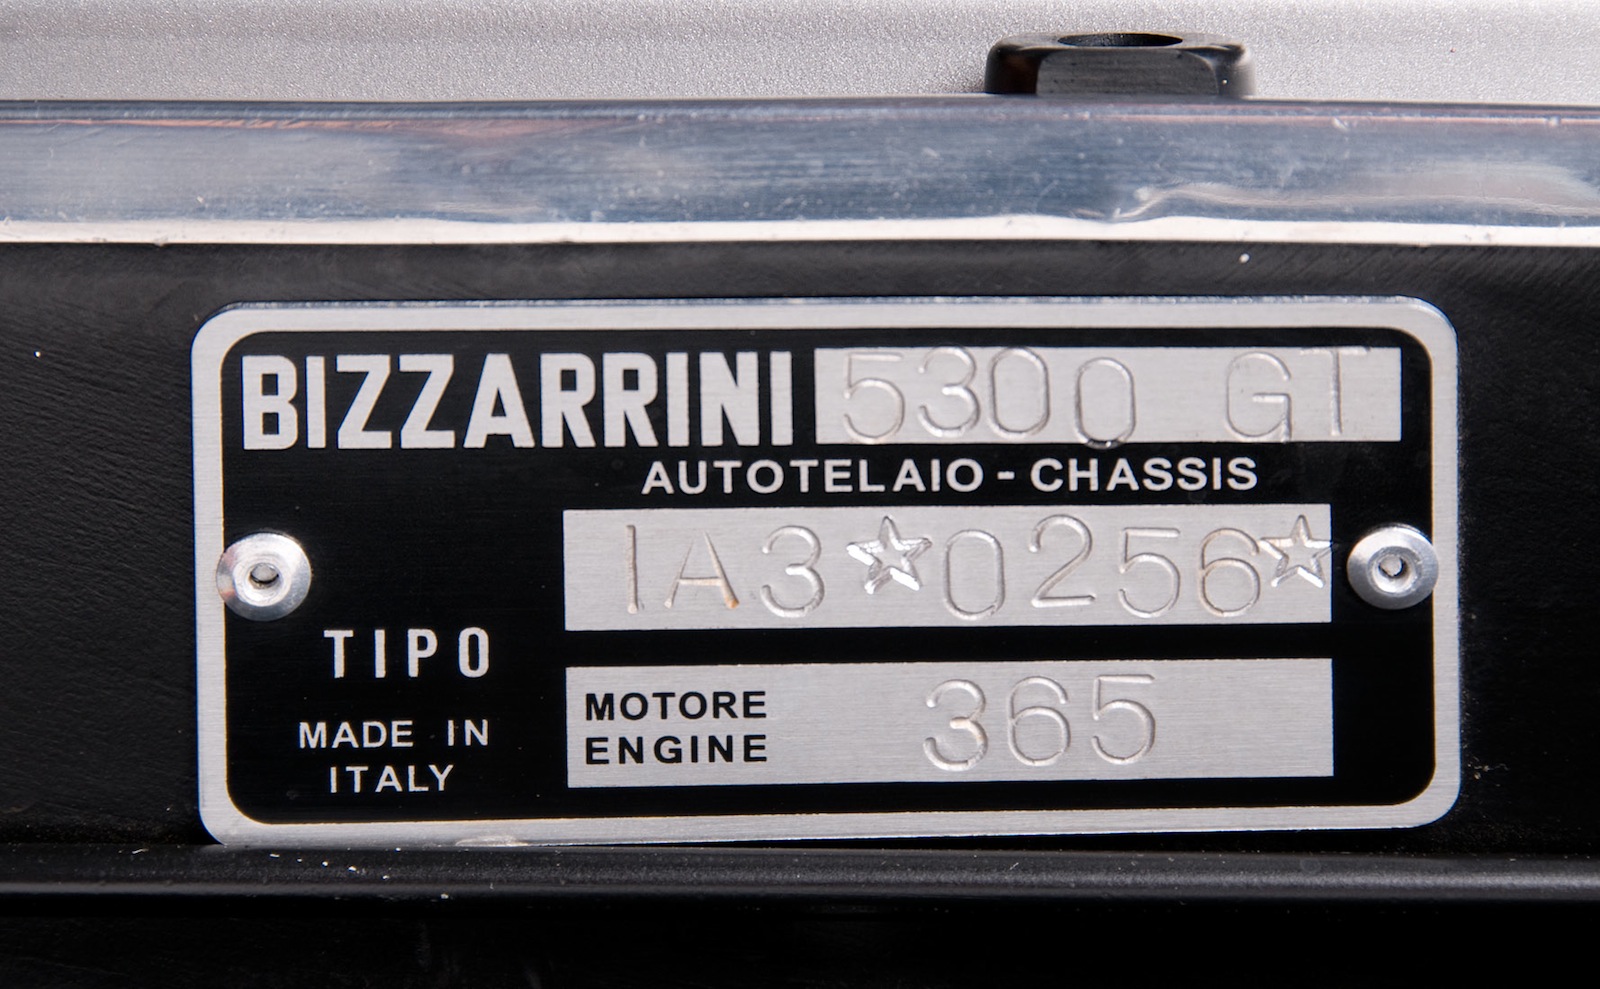 BIZZARRINI 5300 GT
AUTOTELAIO - CHASSIS
IA3☆0256☆
TIPO
MOTORE 365
ENGINE
MADE IN
ITALY